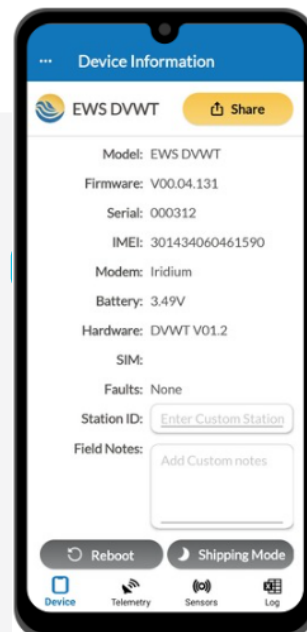 Device Information
EWS DVWT
Share
Model: EWS DVWT
Firmware: V00.04.131
Serial: 000312
IMEI: 301434060461590
Modem: Iridium
Battery: 3.49V
Hardware: DVWT V01.2
SIM:
Faults: None
Station ID: Enter Custom Station
Field Notes: Add Custom notes
Reboot
Shipping Mode
Device
Telemetry
Sensors
Log